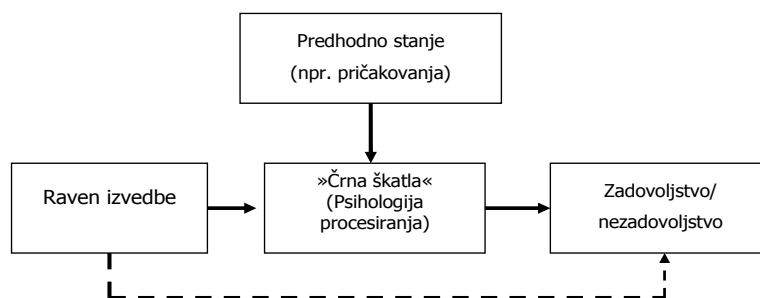 Predhodno stanje
(npr. pričakovanja)
Raven izvedbe
»Črna škatla«
(Psihologija
procesiranja)
Zadovoljstvo/
nezadovoljstvo